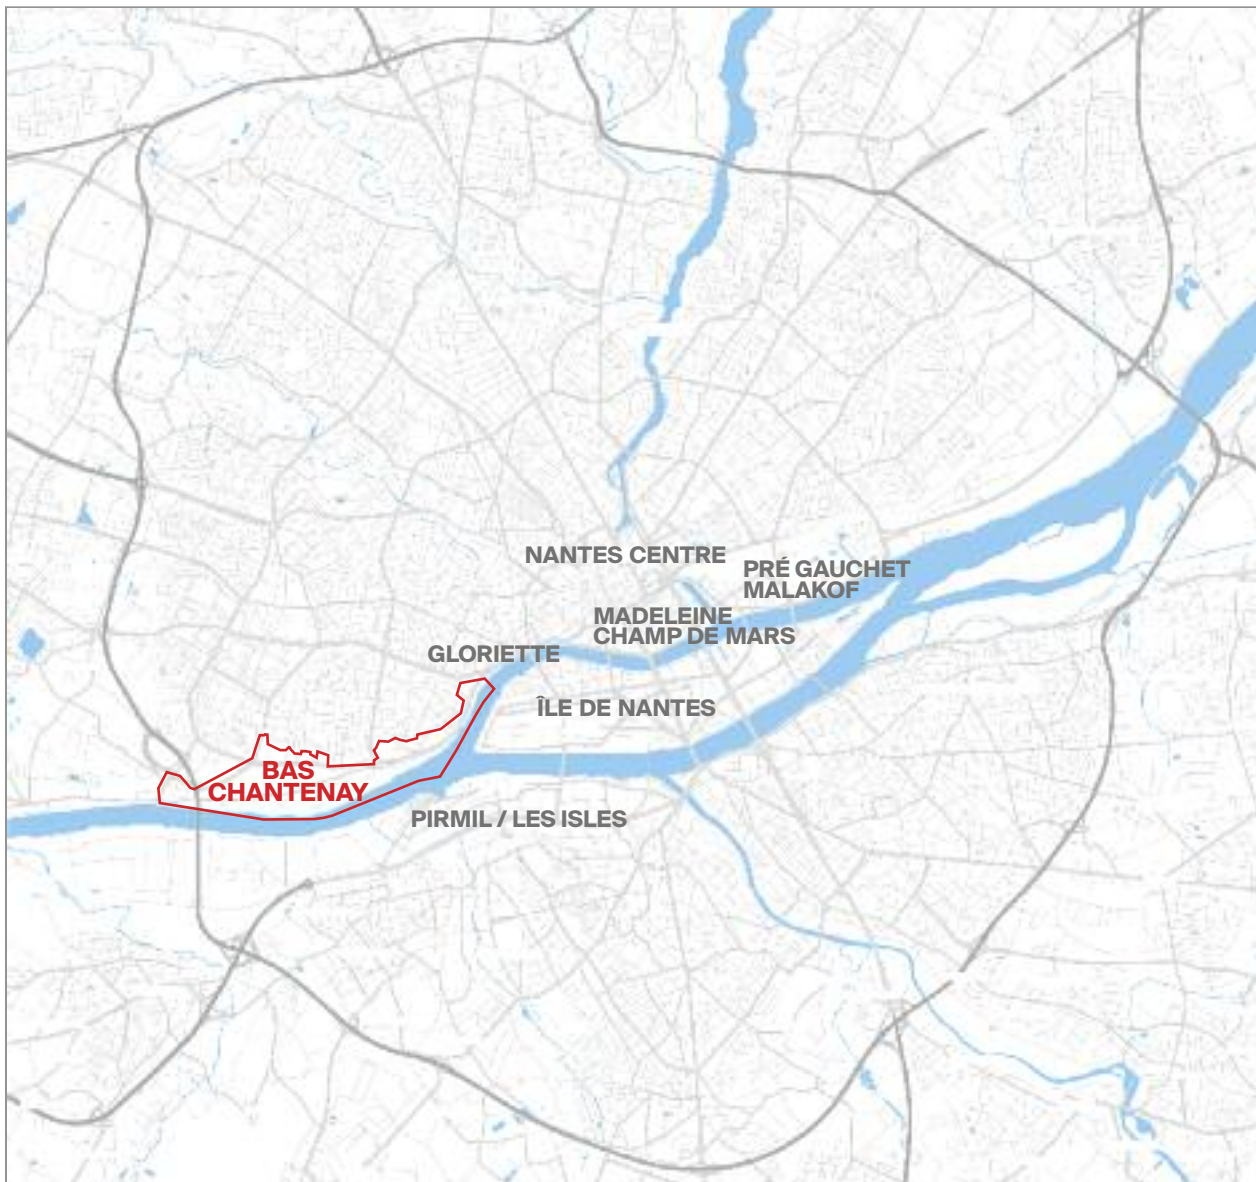 NANTES CENTRE
PRÉ GAUCHET
MALAKOF
MADELEINE
CHAMP DE MARS
GLORIETTE
ÎLE DE NANTES
BAS
CHANTENAY
PIRMIL / LES ISLES